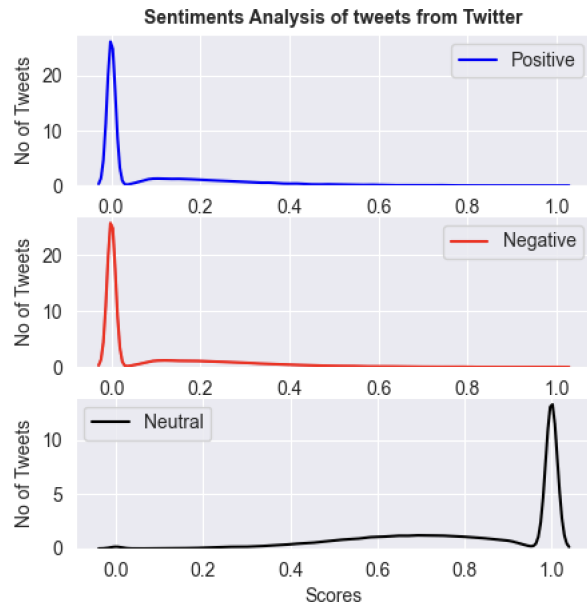 Sentiments Analysis of tweets from Twitter
No of Tweets
20
10
0
Positive
0.0 0.2 0.4 0.6 0.8 1.0
No of Tweets
20
10
0
Negative
0.0 0.2 0.4 0.6 0.8 1.0
No of Tweets
10
5
0
Neutral
0.0 0.2 0.4 0.6 0.8 1.0
Scores